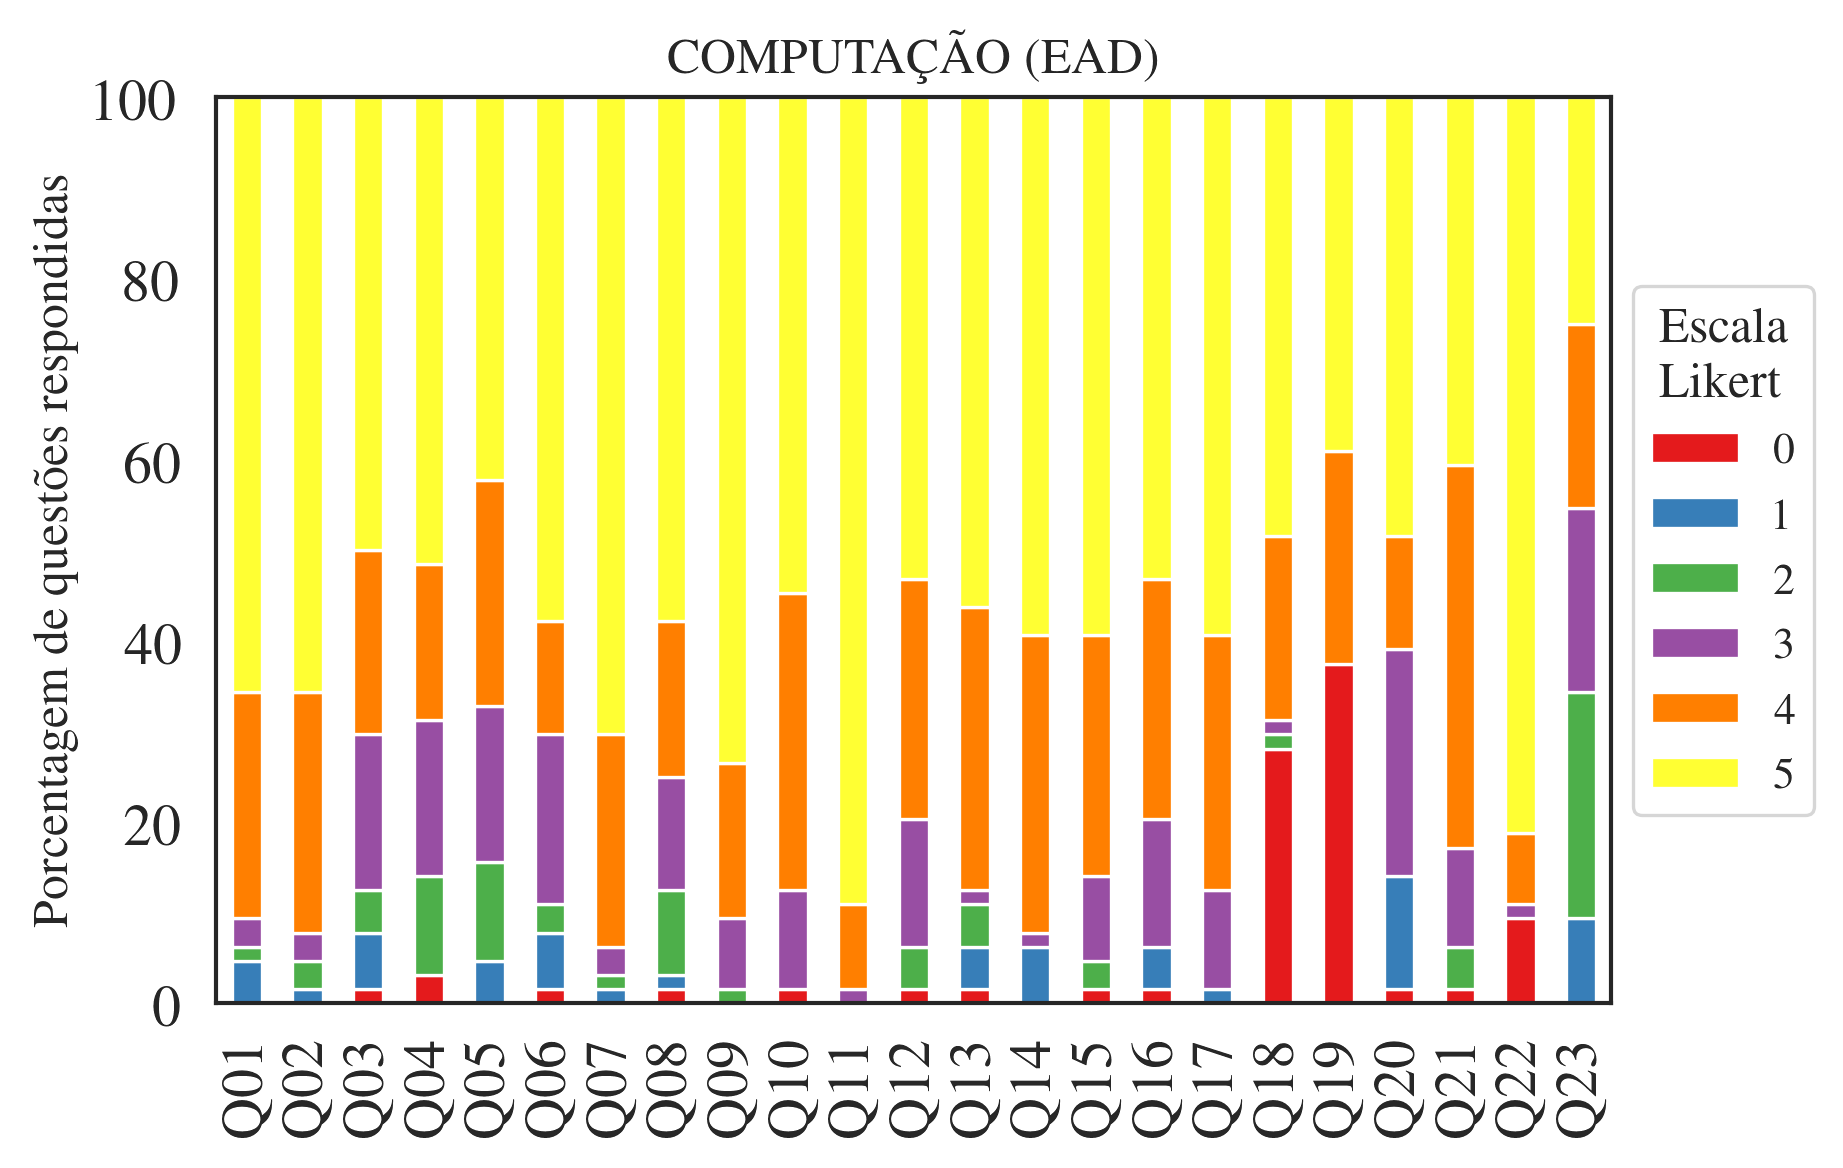 COMPUTAÇÃO (EAD)
Porcentagem de questões respondidas
100
80
60
40
20
0
Q01 Q02 Q03 Q04 Q05 Q06 Q07 Q08 Q09 Q10 Q11 Q12 Q13 Q14 Q15 Q16 Q17 Q18 Q19 Q20 Q21 Q22 Q23
Escala
Likert
0
1
2
3
4
5